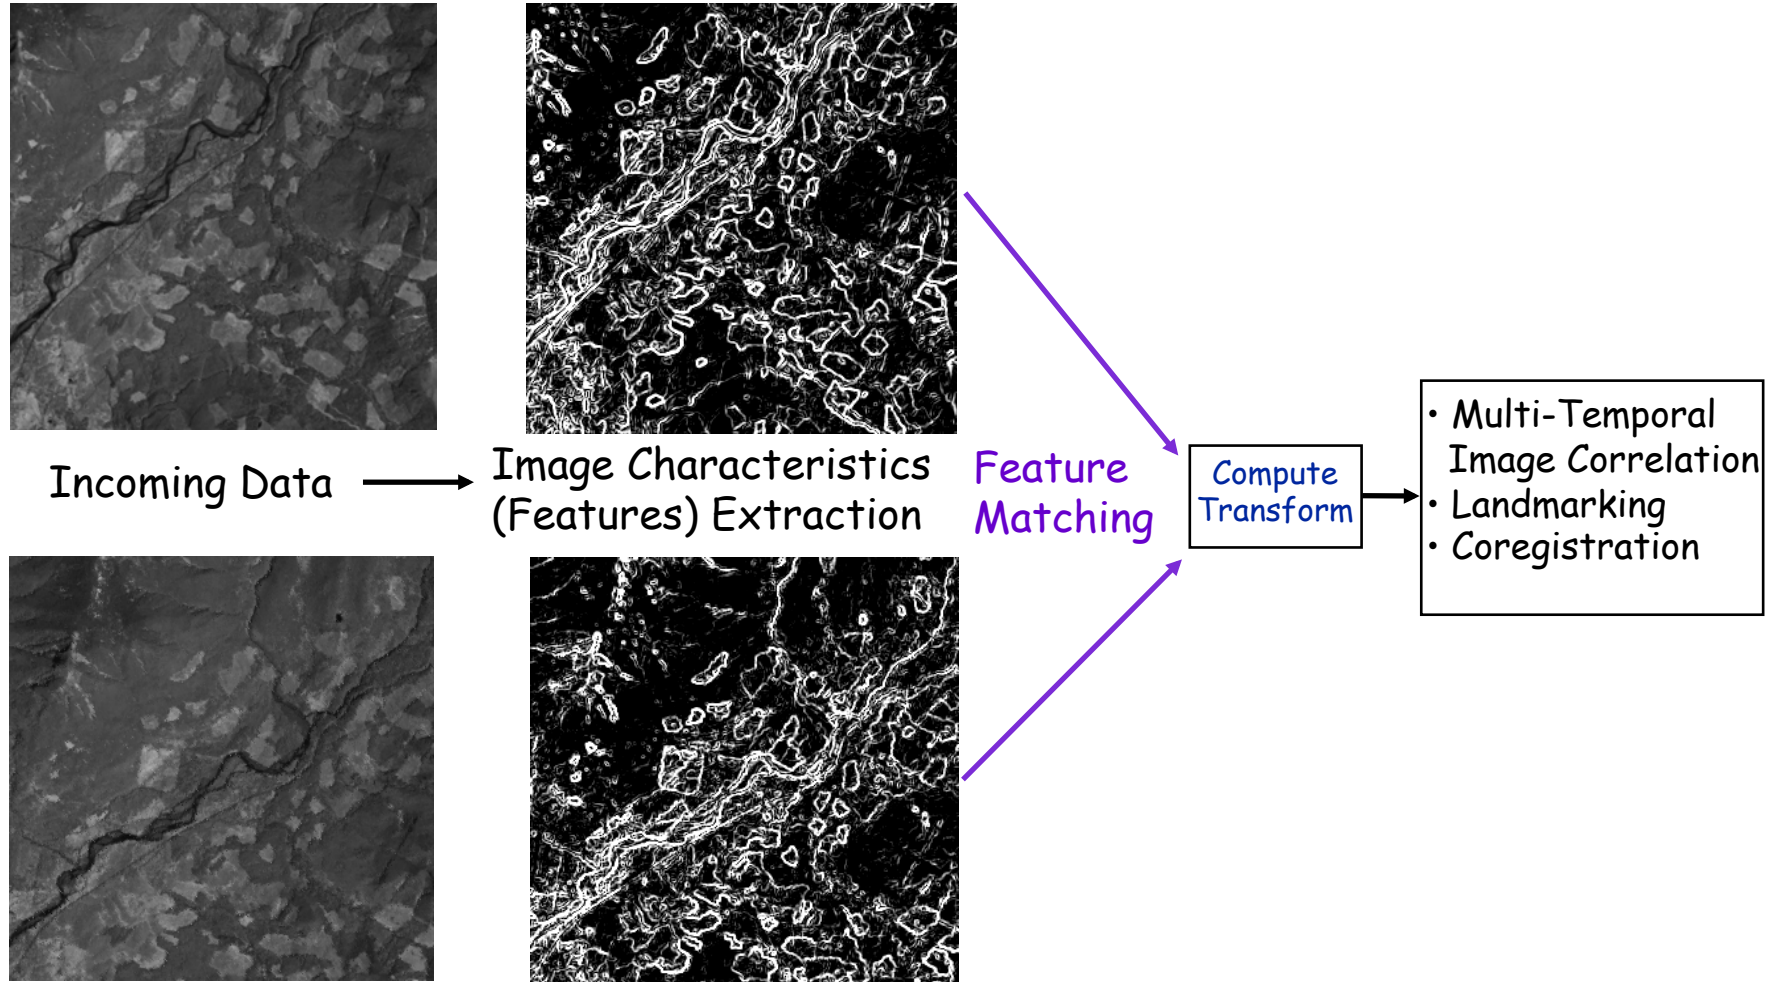 Incoming Data
Image Characteristics
(Features) Extraction
Feature
Matching
Compute
Transform
• Multi-Temporal
Image Correlation
• Landmarking
• Coregistration